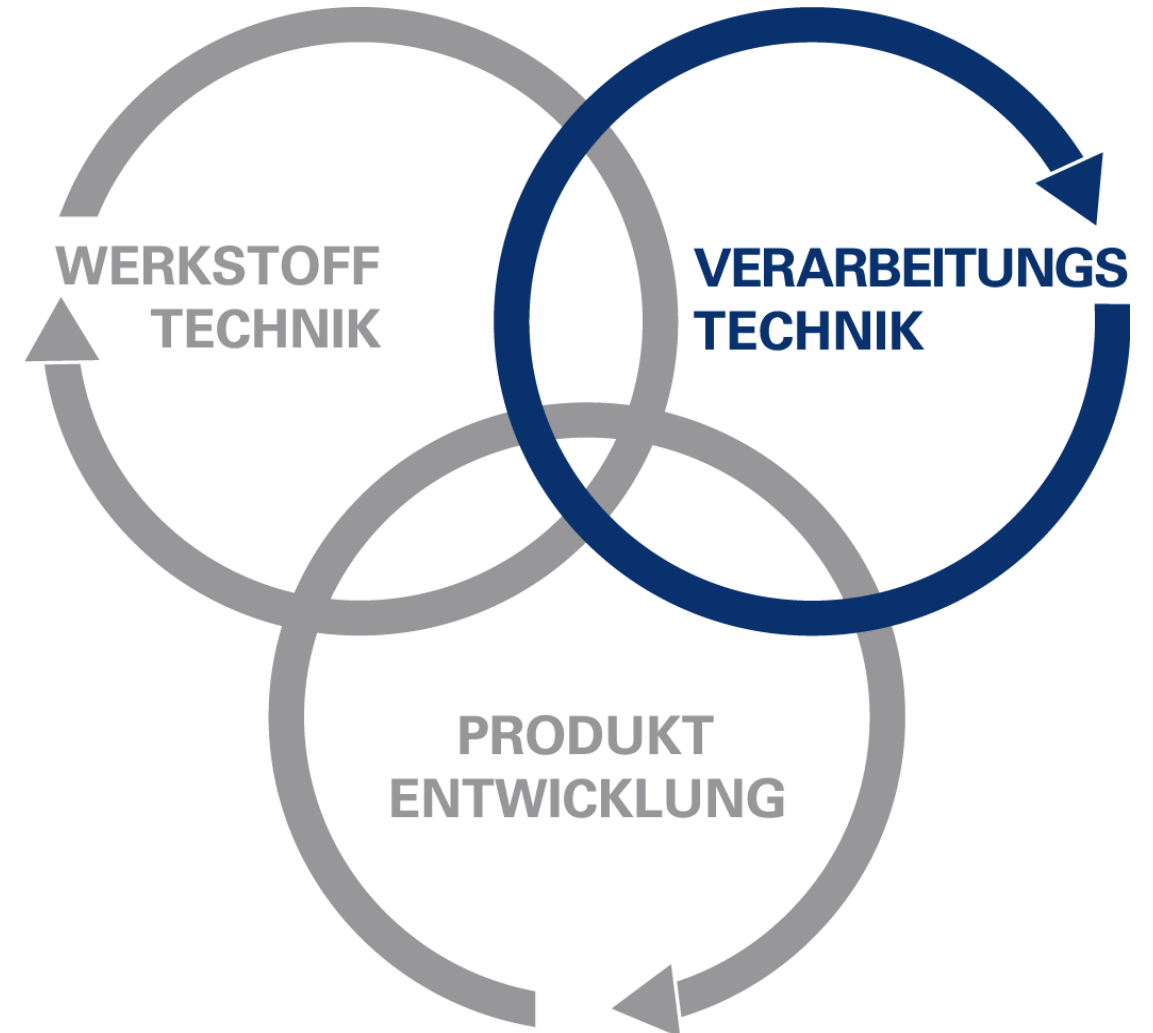 WERKSTOFF
TECHNIK
VERARBEITUNGS
TECHNIK
PRODUKT
ENTWICKLUNG